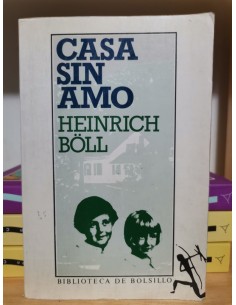 CASA
SIN
AMO
HEINRICH
BÖLL
BIBLIOTECA DE BOLSILLO